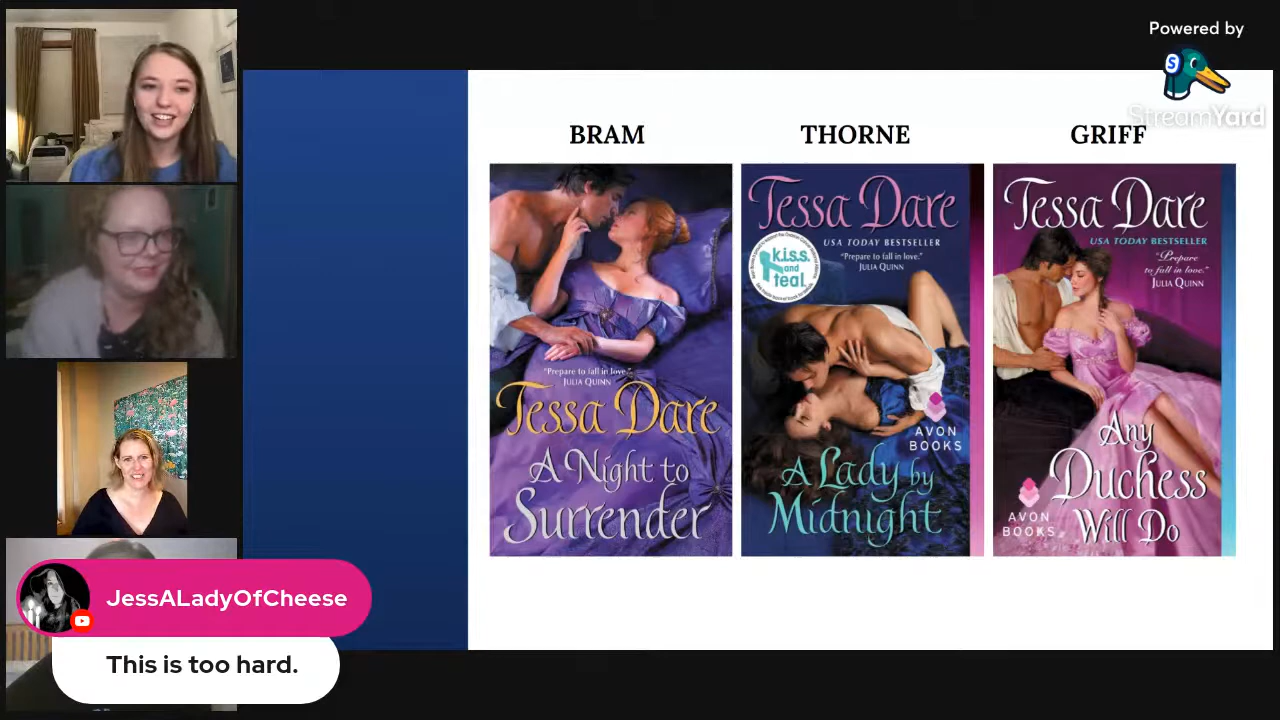 Powered by
S
StreamYard
BRAM
THORNE
GRIFF
"Prepare to fall in love."
JULIA QUINN
Tessa Dare
A Night to
Surrender
Tessa Dare
USA TODAY BESTSELLER
"Prepare to fall in love."
JULIA QUINN
k.i.s.s.
and
teal
AVON
BOOKS
A Lady by
Midnight
Tessa Dare
USA TODAY BESTSELLER
"Prepare
to fall in love."
JULIA QUINN
Any
Duchess
Will Do
AVON
BOOKS
JessALadyOfCheese
This is too hard.